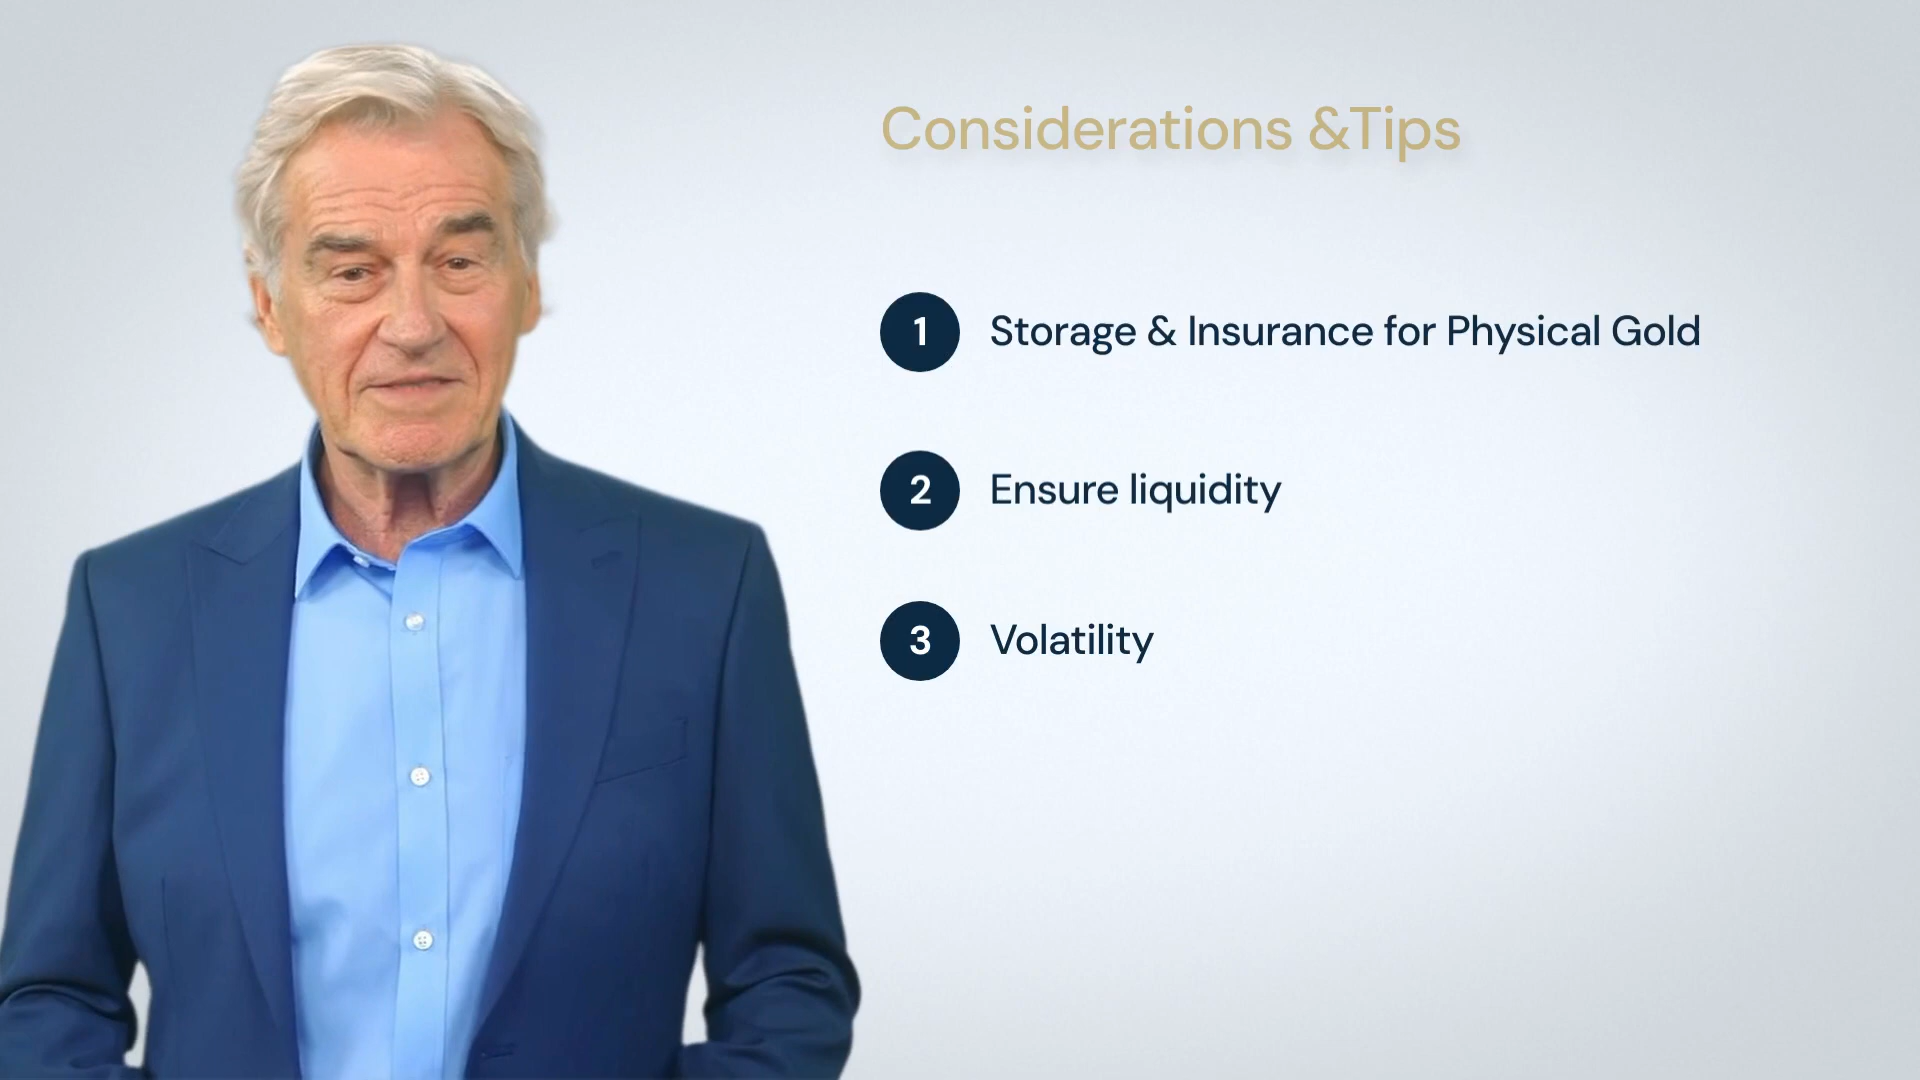 Considerations &Tips
1 Storage & Insurance for Physical Gold
2 Ensure liquidity
3 Volatility